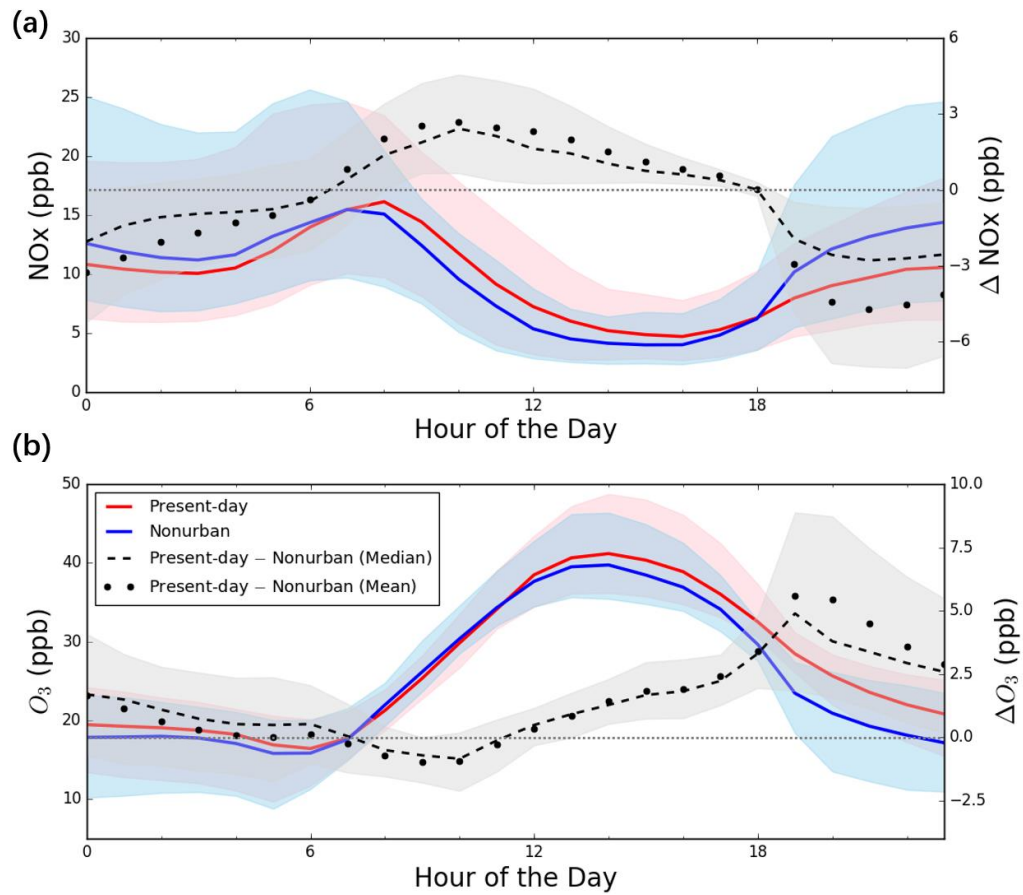 (a)
30
25
20
15
10
5
0
NOx (ppb)
6
3
0
−3
−6
Δ NOx (ppb)
0
6
12
18
Hour of the Day
(b)
50
40
30
20
10
O₃ (ppb)
Present-day
Nonurban
Present-day − Nonurban (Median)
Present-day − Nonurban (Mean)
10.0
7.5
5.0
2.5
0.0
−2.5
ΔO₃ (ppb)
0
6
12
18
Hour of the Day